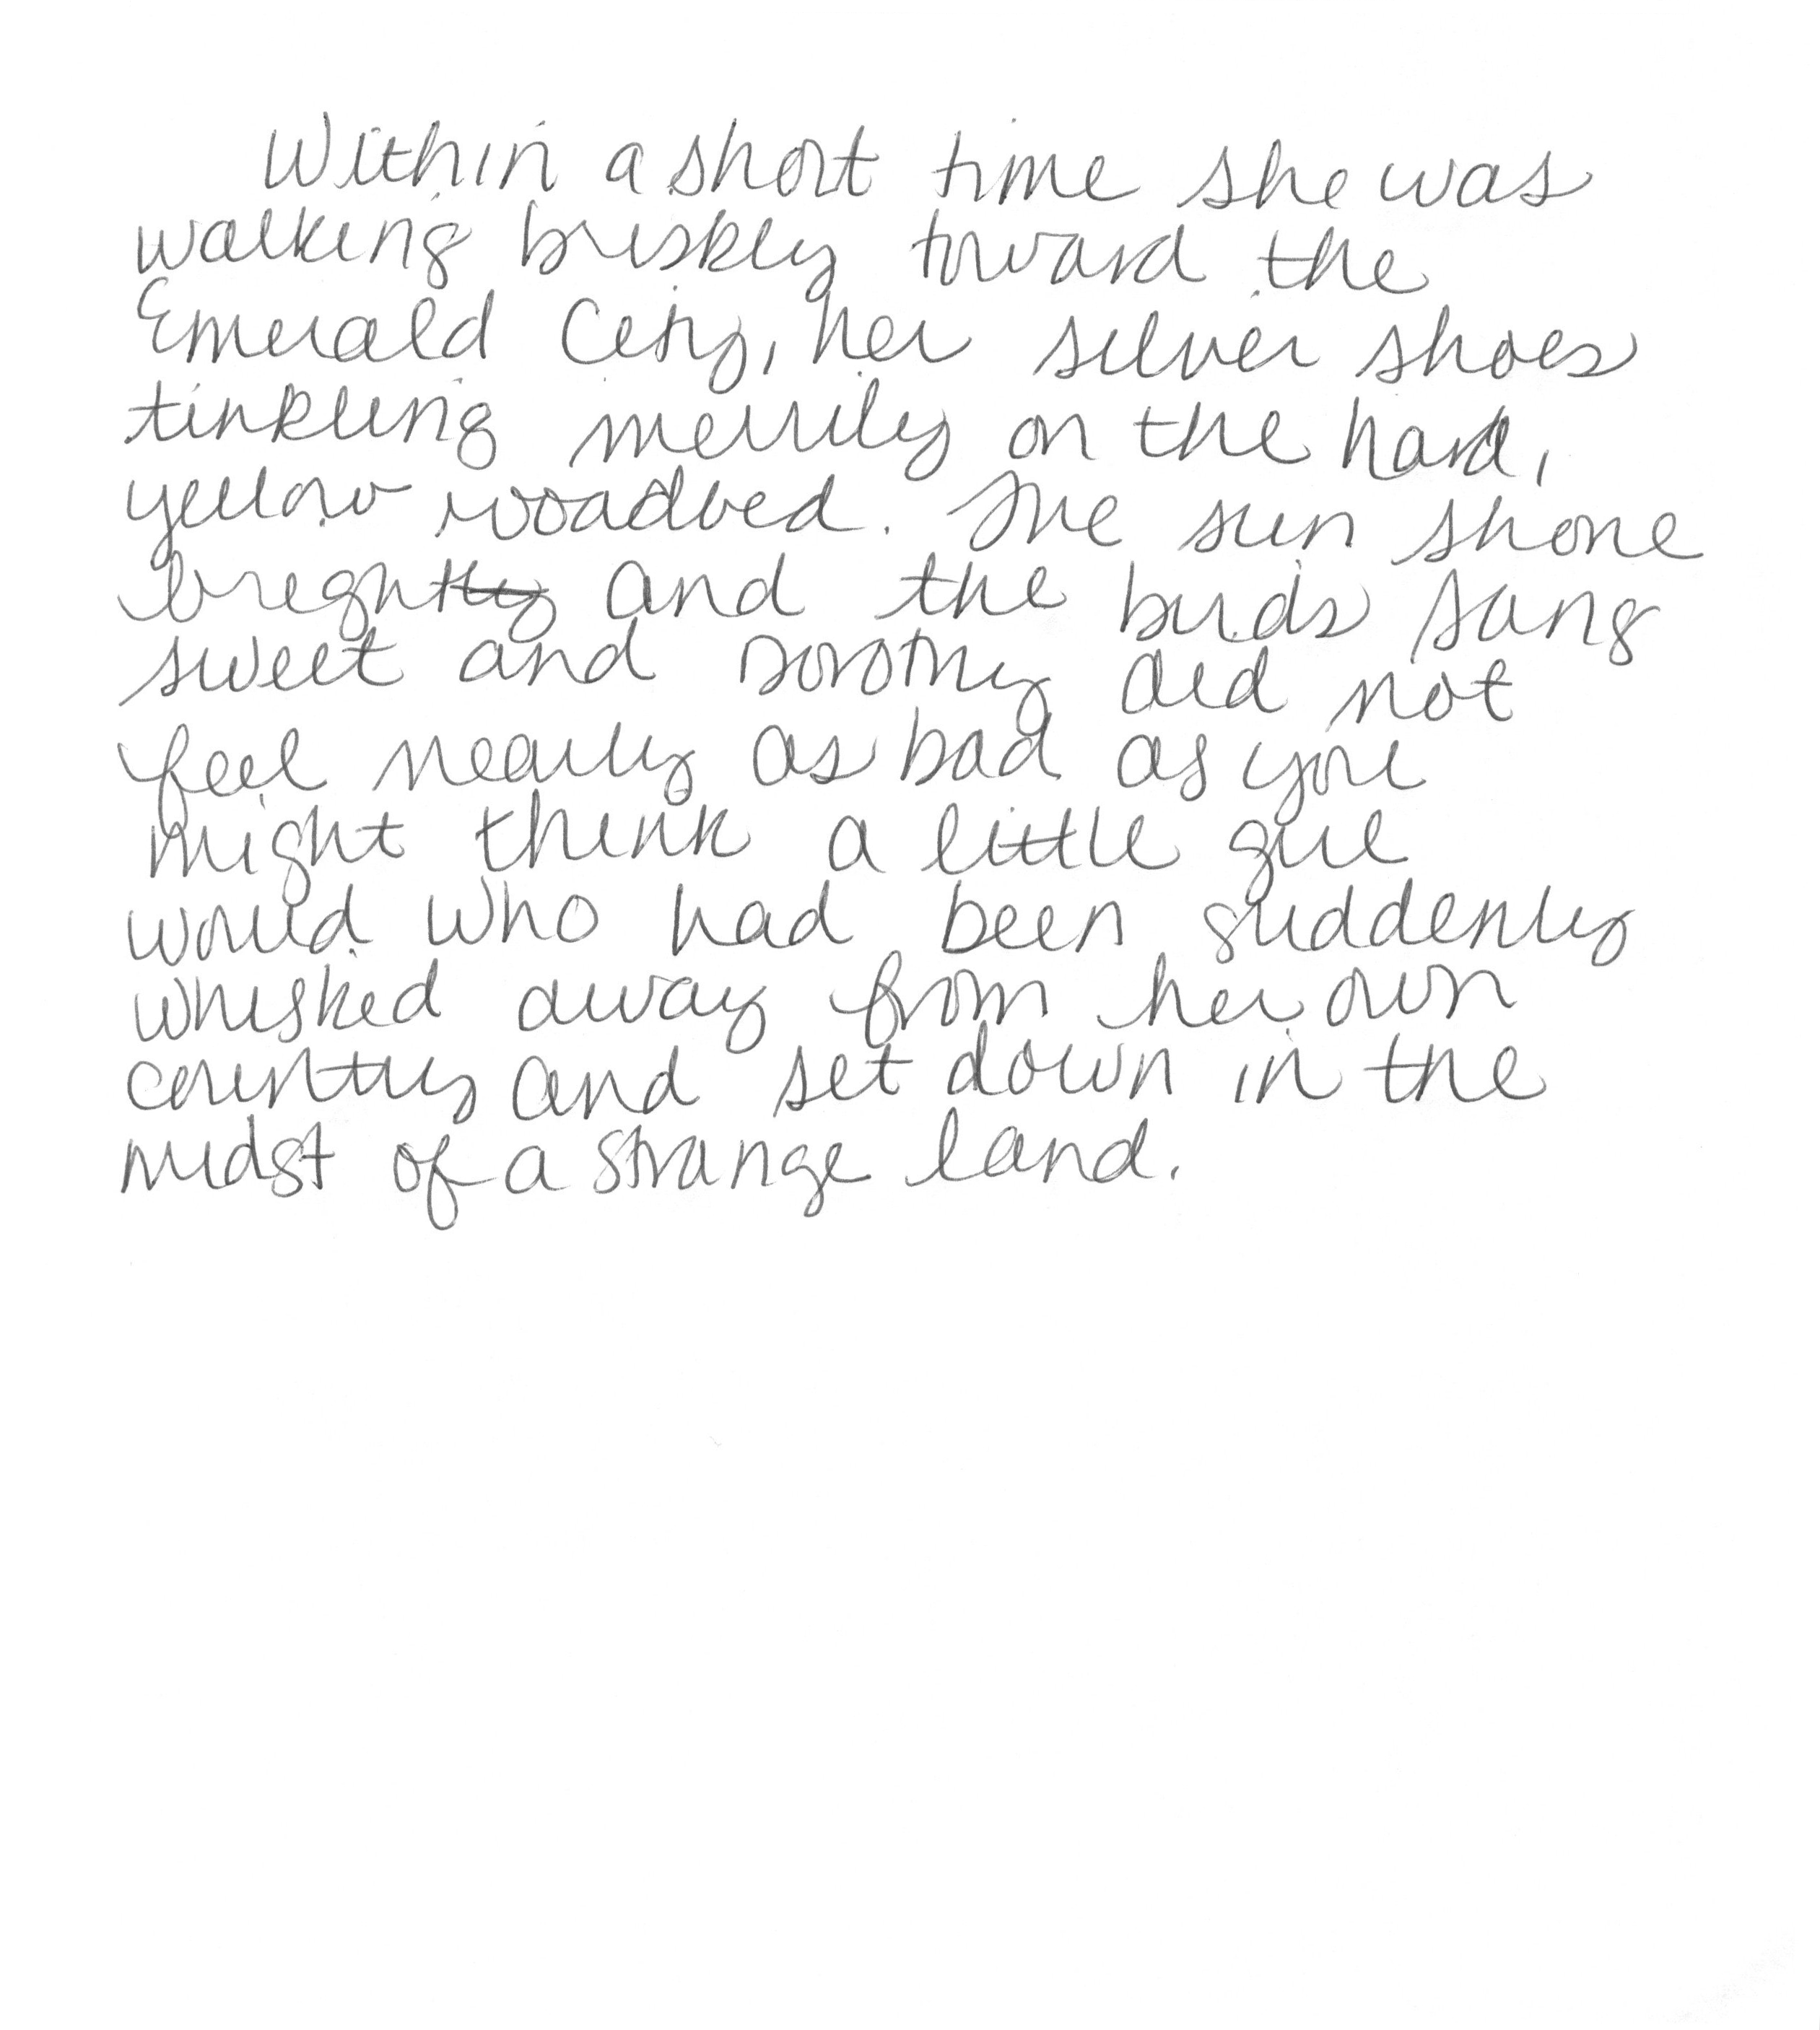 Within a short time she was
walking briskly toward the
Emerald City, her silver shoes
tinkling merrily on the hard,
yellow roadbed. The sun shone
bright and the birds sang
sweet and Dorothy did not
feel nearly as bad as you
might think a little girl
would who had been suddenly
whisked away from her own
country and set down in the
midst of a strange land.